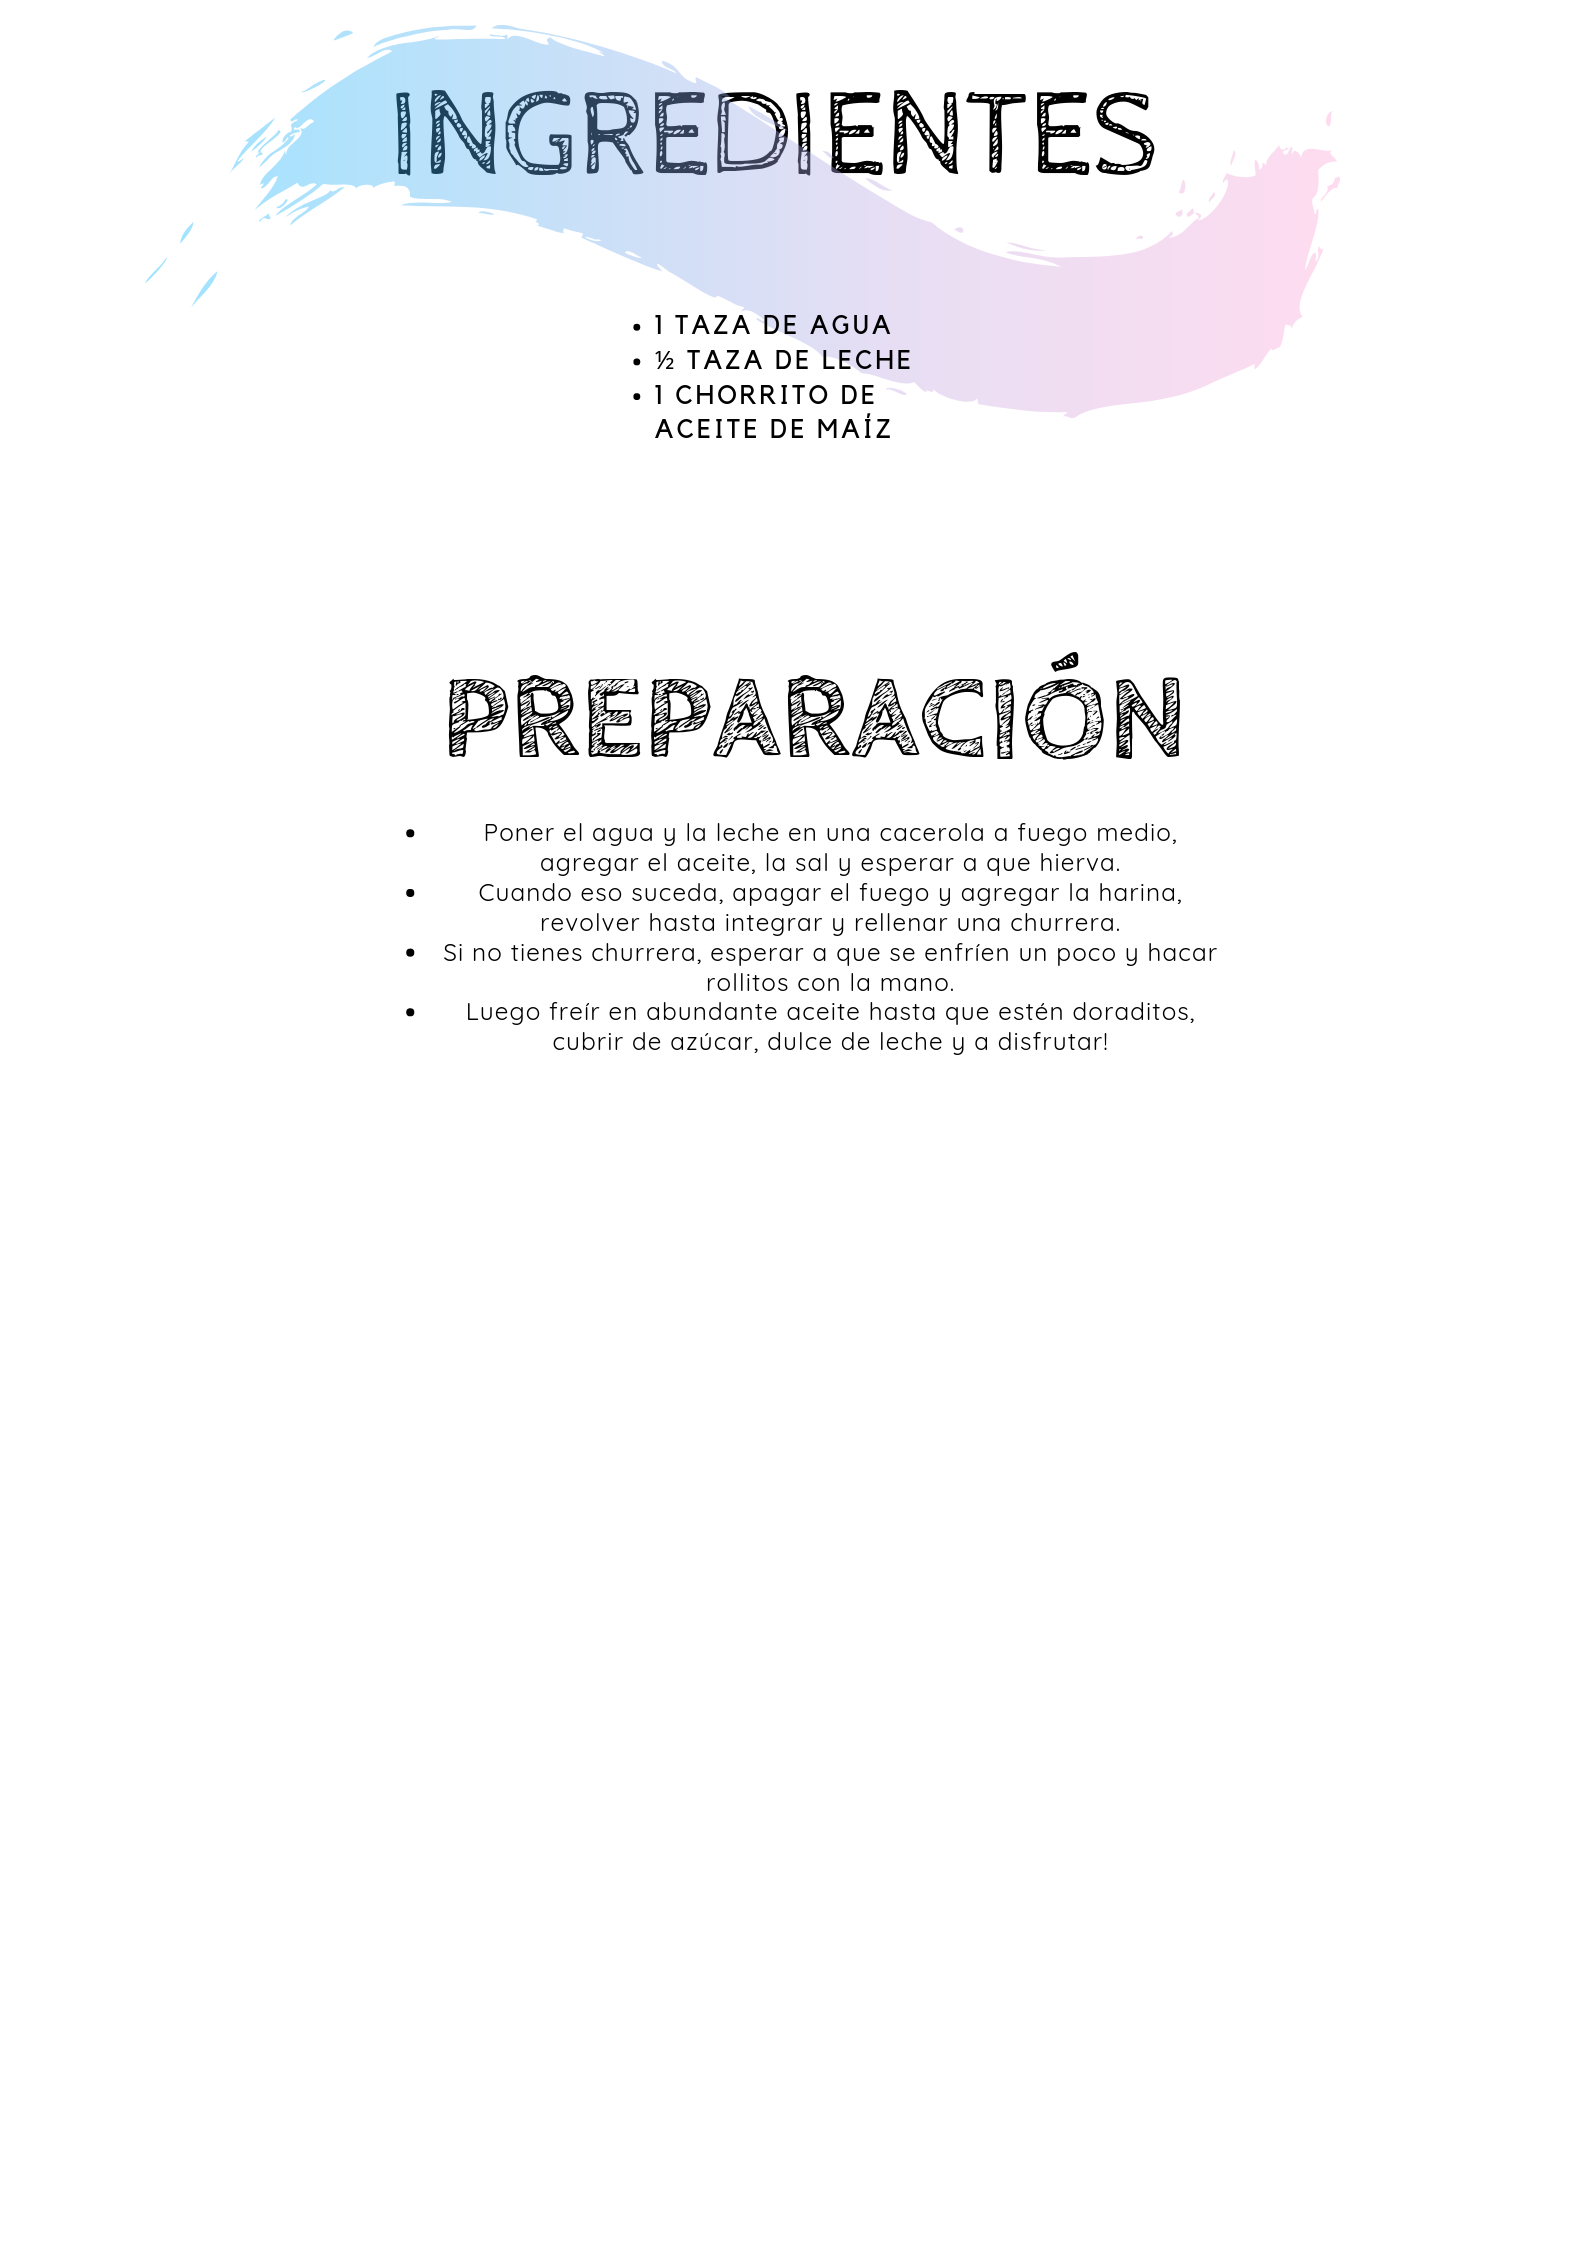 INGREDIENTES
• 1 TAZA DE AGUA
• ½ TAZA DE LECHE
• 1 CHORRITO DE
ACEITE DE MAÍZ
PREPARACIÓN
• Poner el agua y la leche en una cacerola a fuego medio,
agregar el aceite, la sal y esperar a que hierva.
• Cuando eso suceda, apagar el fuego y agregar la harina,
revolver hasta integrar y rellenar una churrera.
• Si no tienes churrera, esperar a que se enfríen un poco y hacar
rollitos con la mano.
• Luego freír en abundante aceite hasta que estén doraditos,
cubrir de azúcar, dulce de leche y a disfrutar!